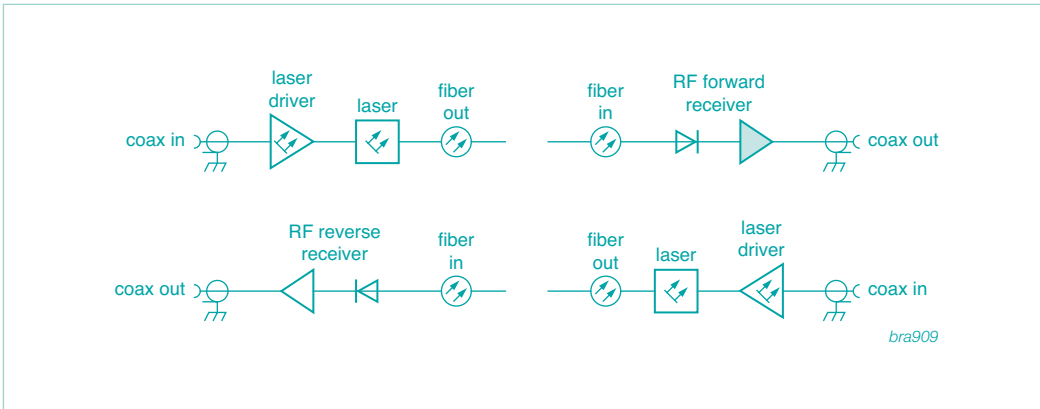 laser
driver
laser
fiber
out
fiber
in
RF forward
receiver
coax in
coax out
RF reverse
receiver
fiber
in
fiber
out
laser
laser
driver
coax out
coax in
bra909